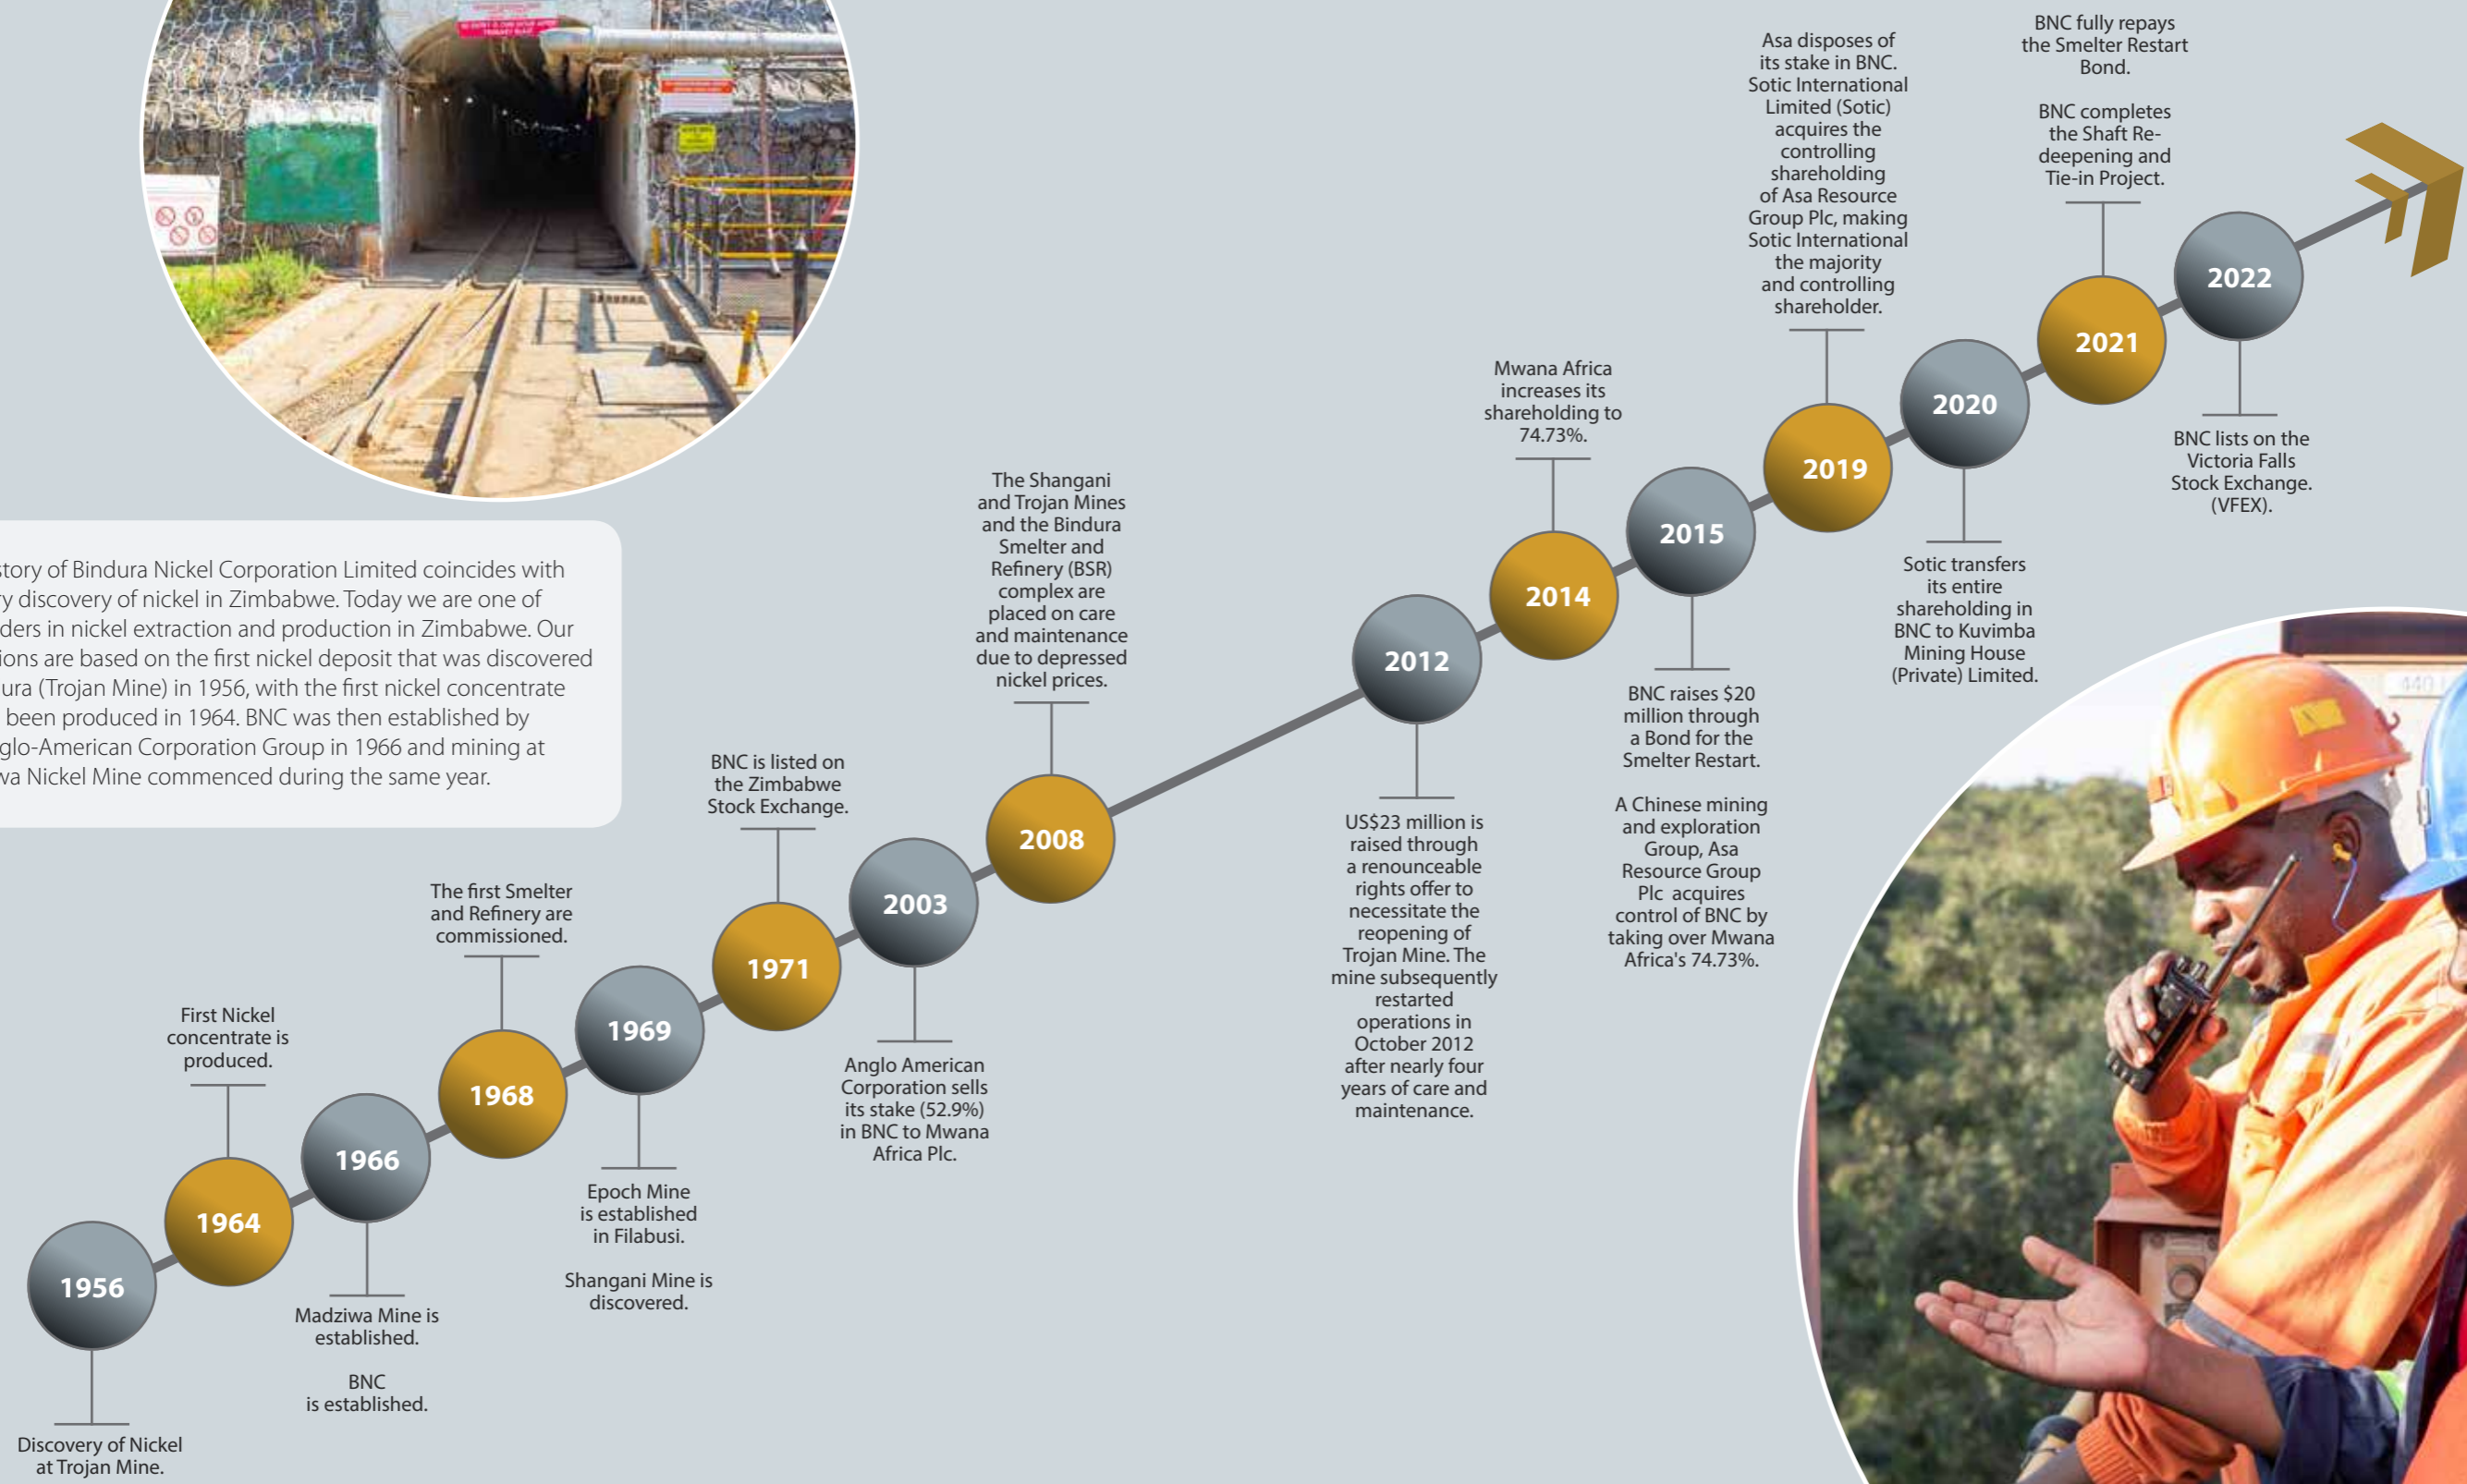 story of Bindura Nickel Corporation Limited coincides with
ry discovery of nickel in Zimbabwe. Today we are one of
ders in nickel extraction and production in Zimbabwe. Our
ions are based on the first nickel deposit that was discovered
ura (Trojan Mine) in 1956, with the first nickel concentrate
been produced in 1964. BNC was then established by
glo-American Corporation Group in 1966 and mining at
wa Nickel Mine commenced during the same year.
1956
Discovery of Nickel
at Trojan Mine.
First Nickel
concentrate is
produced.
1964
1966
Madziwa Mine is
established.
BNC
is established.
The first Smelter
and Refinery are
commissioned.
1968
1969
Epoch Mine
is established
in Filabusi.
Shangani Mine is
discovered.
BNC is listed on
the Zimbabwe
Stock Exchange.
1971
2003
Anglo American
Corporation sells
its stake (52.9%)
in BNC to Mwana
Africa Plc.
The Shangani
and Trojan Mines
and the Bindura
Smelter and
Refinery (BSR)
complex are
placed on care
and maintenance
due to depressed
nickel prices.
2008
2012
US$23 million is
raised through
a renounceable
rights offer to
necessitate the
reopening of
Trojan Mine. The
mine subsequently
restarted
operations in
October 2012
after nearly four
years of care and
maintenance.
Mwana Africa
increases its
shareholding to
74.73%.
2014
2015
BNC raises $20
million through
a Bond for the
Smelter Restart.
A Chinese mining
and exploration
Group, Asa
Resource Group
Plc acquires
control of BNC by
taking over Mwana
Africa's 74.73%.
Asa disposes of
its stake in BNC.
Sotic International
Limited (Sotic)
acquires the
controlling
shareholding
of Asa Resource
Group Plc, making
Sotic International
the majority
and controlling
shareholder.
2019
2020
Sotic transfers
its entire
shareholding in
BNC to Kuvimba
Mining House
(Private) Limited.
BNC fully repays
the Smelter Restart
Bond.
BNC completes
the Shaft Re-
deepening and
Tie-in Project.
2021
2022
BNC lists on the
Victoria Falls
Stock Exchange.
(VFEX).